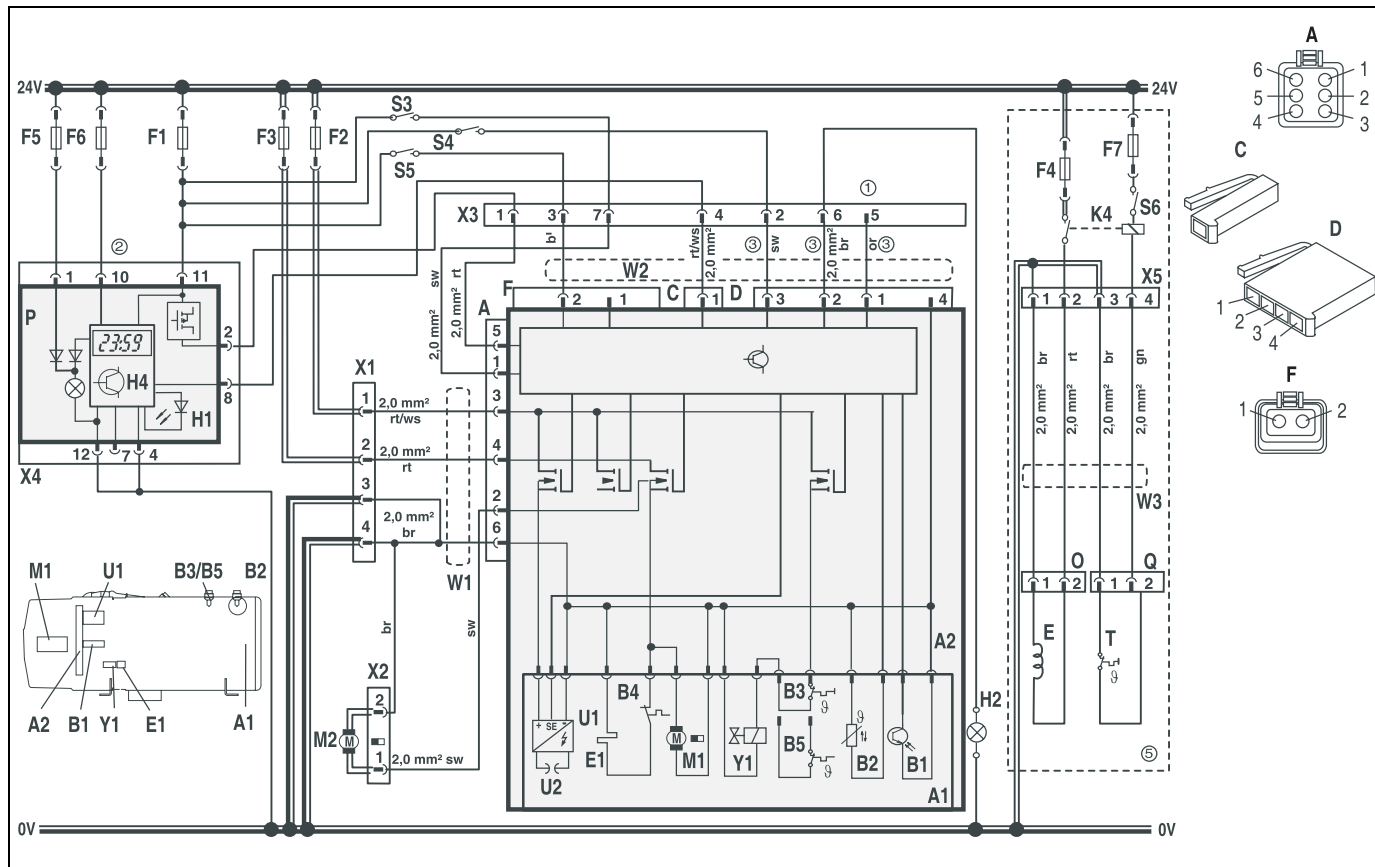 24V
24V
F5
F6
F1
F3
F2
S3
S4
S5
F4
F7
K4
S6
A
6
1
5
2
4
3
C
D
1
2
3
4
F
1
2
①
X3
1
3
7
4
2
6
5
②
1
10
11
sw
2,0 mm²
rt
2,0 mm²
rt/ws
2,0 mm²
③
sw
③
2,0 mm²
br
or
③
W2
P
23:59
H4
H1
2
8
12
7
4
X4
F
2
1
C
1
D
3
2
1
4
A
5
1
3
4
2
6
X1
1
2,0 mm²
rt/ws
2
2,0 mm²
rt
3
4
2,0 mm²
br
W1
X5
1
2
3
4
br
2,0 mm²
rt
2,0 mm²
br
2,0 mm²
gn
2,0 mm²
W3
O
1
2
Q
1
2
E
T
ϑ
⑤
M1
U1
B3/B5
B2
A2
B1
Y1
E1
A1
br
sw
X2
2
M2
M
1
2,0 mm² sw
A2
U1
+ SE -
U2
E1
B4
M
M1
Y1
B3
ϑ
B5
ϑ
ϑ
B2
B1
A1
H2
0V
0V